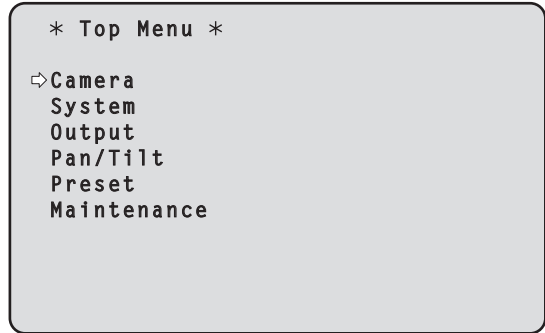 * Top Menu *
⇨Camera
System
Output
Pan/Tilt
Preset
Maintenance